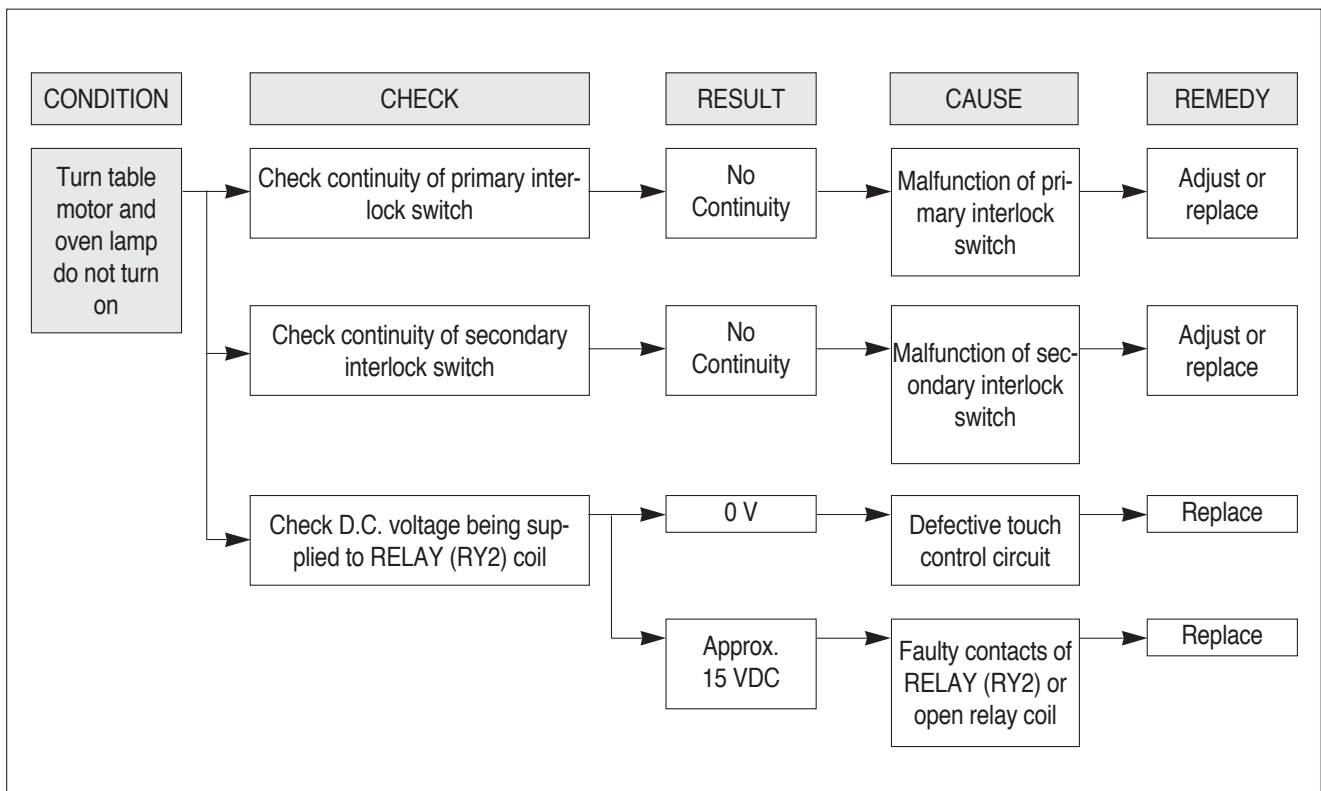 CONDITION
CHECK
RESULT
CAUSE
REMEDY
Turn table
motor and
oven lamp
do not turn
on
Check continuity of primary inter-
lock switch
No
Continuity
Malfunction of pri-
mary interlock
switch
Adjust or
replace
Check continuity of secondary
interlock switch
No
Continuity
Malfunction of sec-
ondary interlock
switch
Adjust or
replace
Check D.C. voltage being sup-
plied to RELAY (RY2) coil
0 V
Defective touch
control circuit
Replace
Approx.
15 VDC
Faulty contacts of
RELAY (RY2) or
open relay coil
Replace